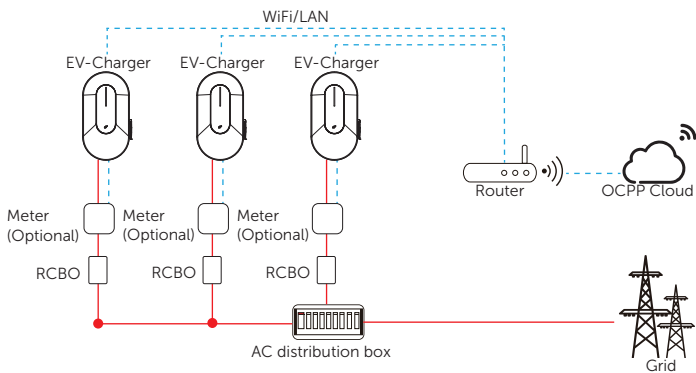 WiFi/LAN
EV-Charger
EV-Charger
EV-Charger
Router
OCPP Cloud
Meter
(Optional)
Meter
(Optional)
Meter
(Optional)
RCBO
RCBO
RCBO
AC distribution box
Grid